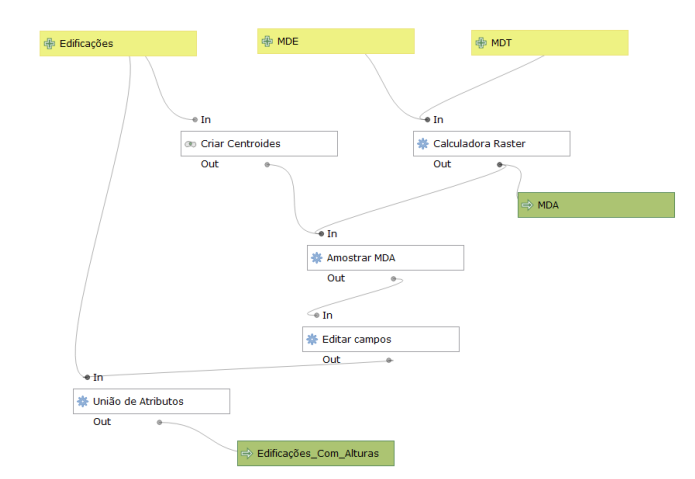 Edificações
MDE
MDT
In
In
Criar Centroides
Calculadora Raster
Out
Out
MDA
In
Amostrar MDA
Out
In
Editar campos
Out
In
União de Atributos
Out
Edificações_Com_Alturas